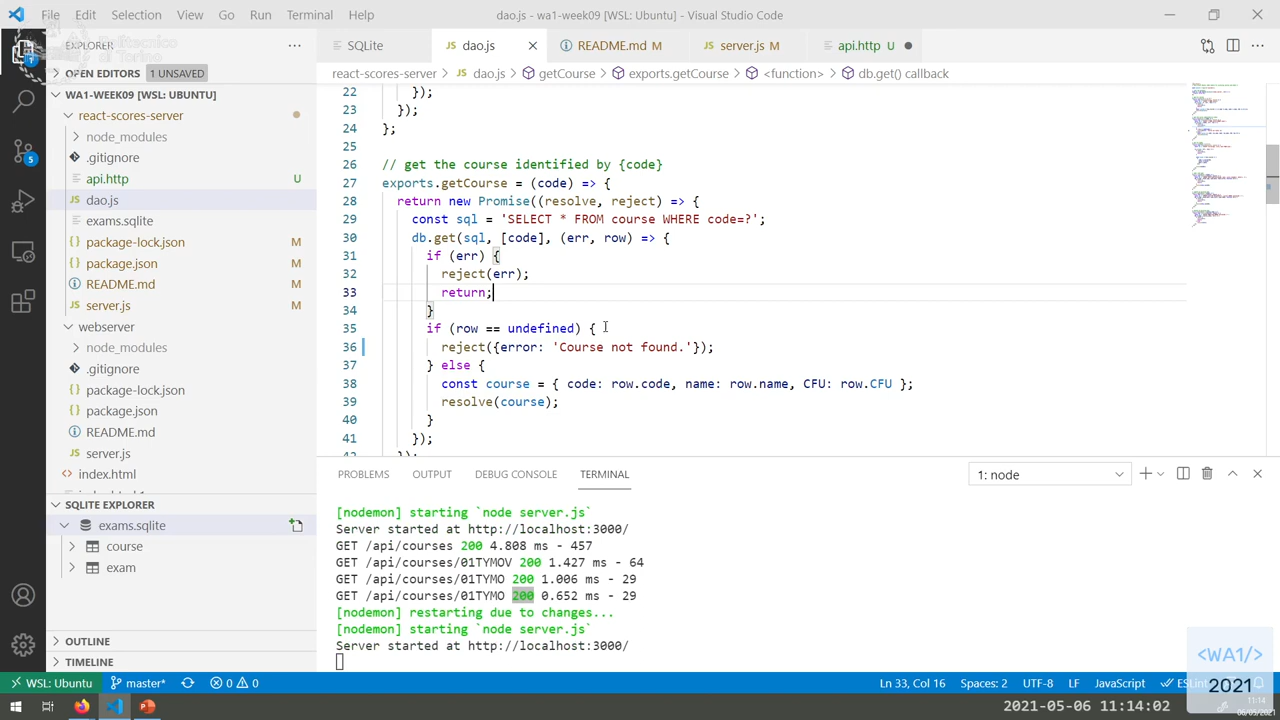 File Edit Selection View Go Run Terminal Help
dao.js - wa1-week09 [WSL: Ubuntu] - Visual Studio Code
EXPLORER
Politecnico
di Torino
SQLite dao.js README.md M server.js M api.http
OPEN EDITORS 1 UNSAVED
react-scores-server > dao.js > getCourse > exports.getCourse > <function> > db.get() callback
WA1-WEEK09 [WSL: UBUNTU]
react-scores-server
node_modules
.gitignore
api.http U
dao.js
exams.sqlite
package-lock.json M
package.json M
README.md M
server.js M
webserver
node_modules
.gitignore
package-lock.json
package.json
README.md
server.js
index.html
SQLITE EXPLORER
exams.sqlite
course
exam
OUTLINE
TIMELINE
22 });
23 });
24 };
25
26 // get the course identified by {code}
27 exports.getCourse = (code) => {
28 return new Promise((resolve, reject) => {
29 const sql = 'SELECT * FROM course WHERE code=?';
30 db.get(sql, [code], (err, row) => {
31 if (err) {
32 reject(err);
33 return;
34 }
35 if (row == undefined) {
36 reject({error: 'Course not found.'});
37 } else {
38 const course = { code: row.code, name: row.name, CFU: row.CFU };
39 resolve(course);
40 }
41 });
PROBLEMS OUTPUT DEBUG CONSOLE TERMINAL 1: node
[nodemon] starting `node server.js`
Server started at http://localhost:3000/
GET /api/courses 200 4.808 ms - 457
GET /api/courses/01TYMOV 200 1.427 ms - 64
GET /api/courses/01TYMO 200 1.006 ms - 29
GET /api/courses/01TYMO 200 0.652 ms - 29
[nodemon] restarting due to changes...
[nodemon] starting `node server.js`
Server started at http://localhost:3000/
WSL: Ubuntu master* 0 0 Ln 33, Col 16 Spaces: 2 UTF-8 LF JavaScript ESLint
<WA1/>
2021
2021-05-06 11:14:02
11:14
06/05/2021